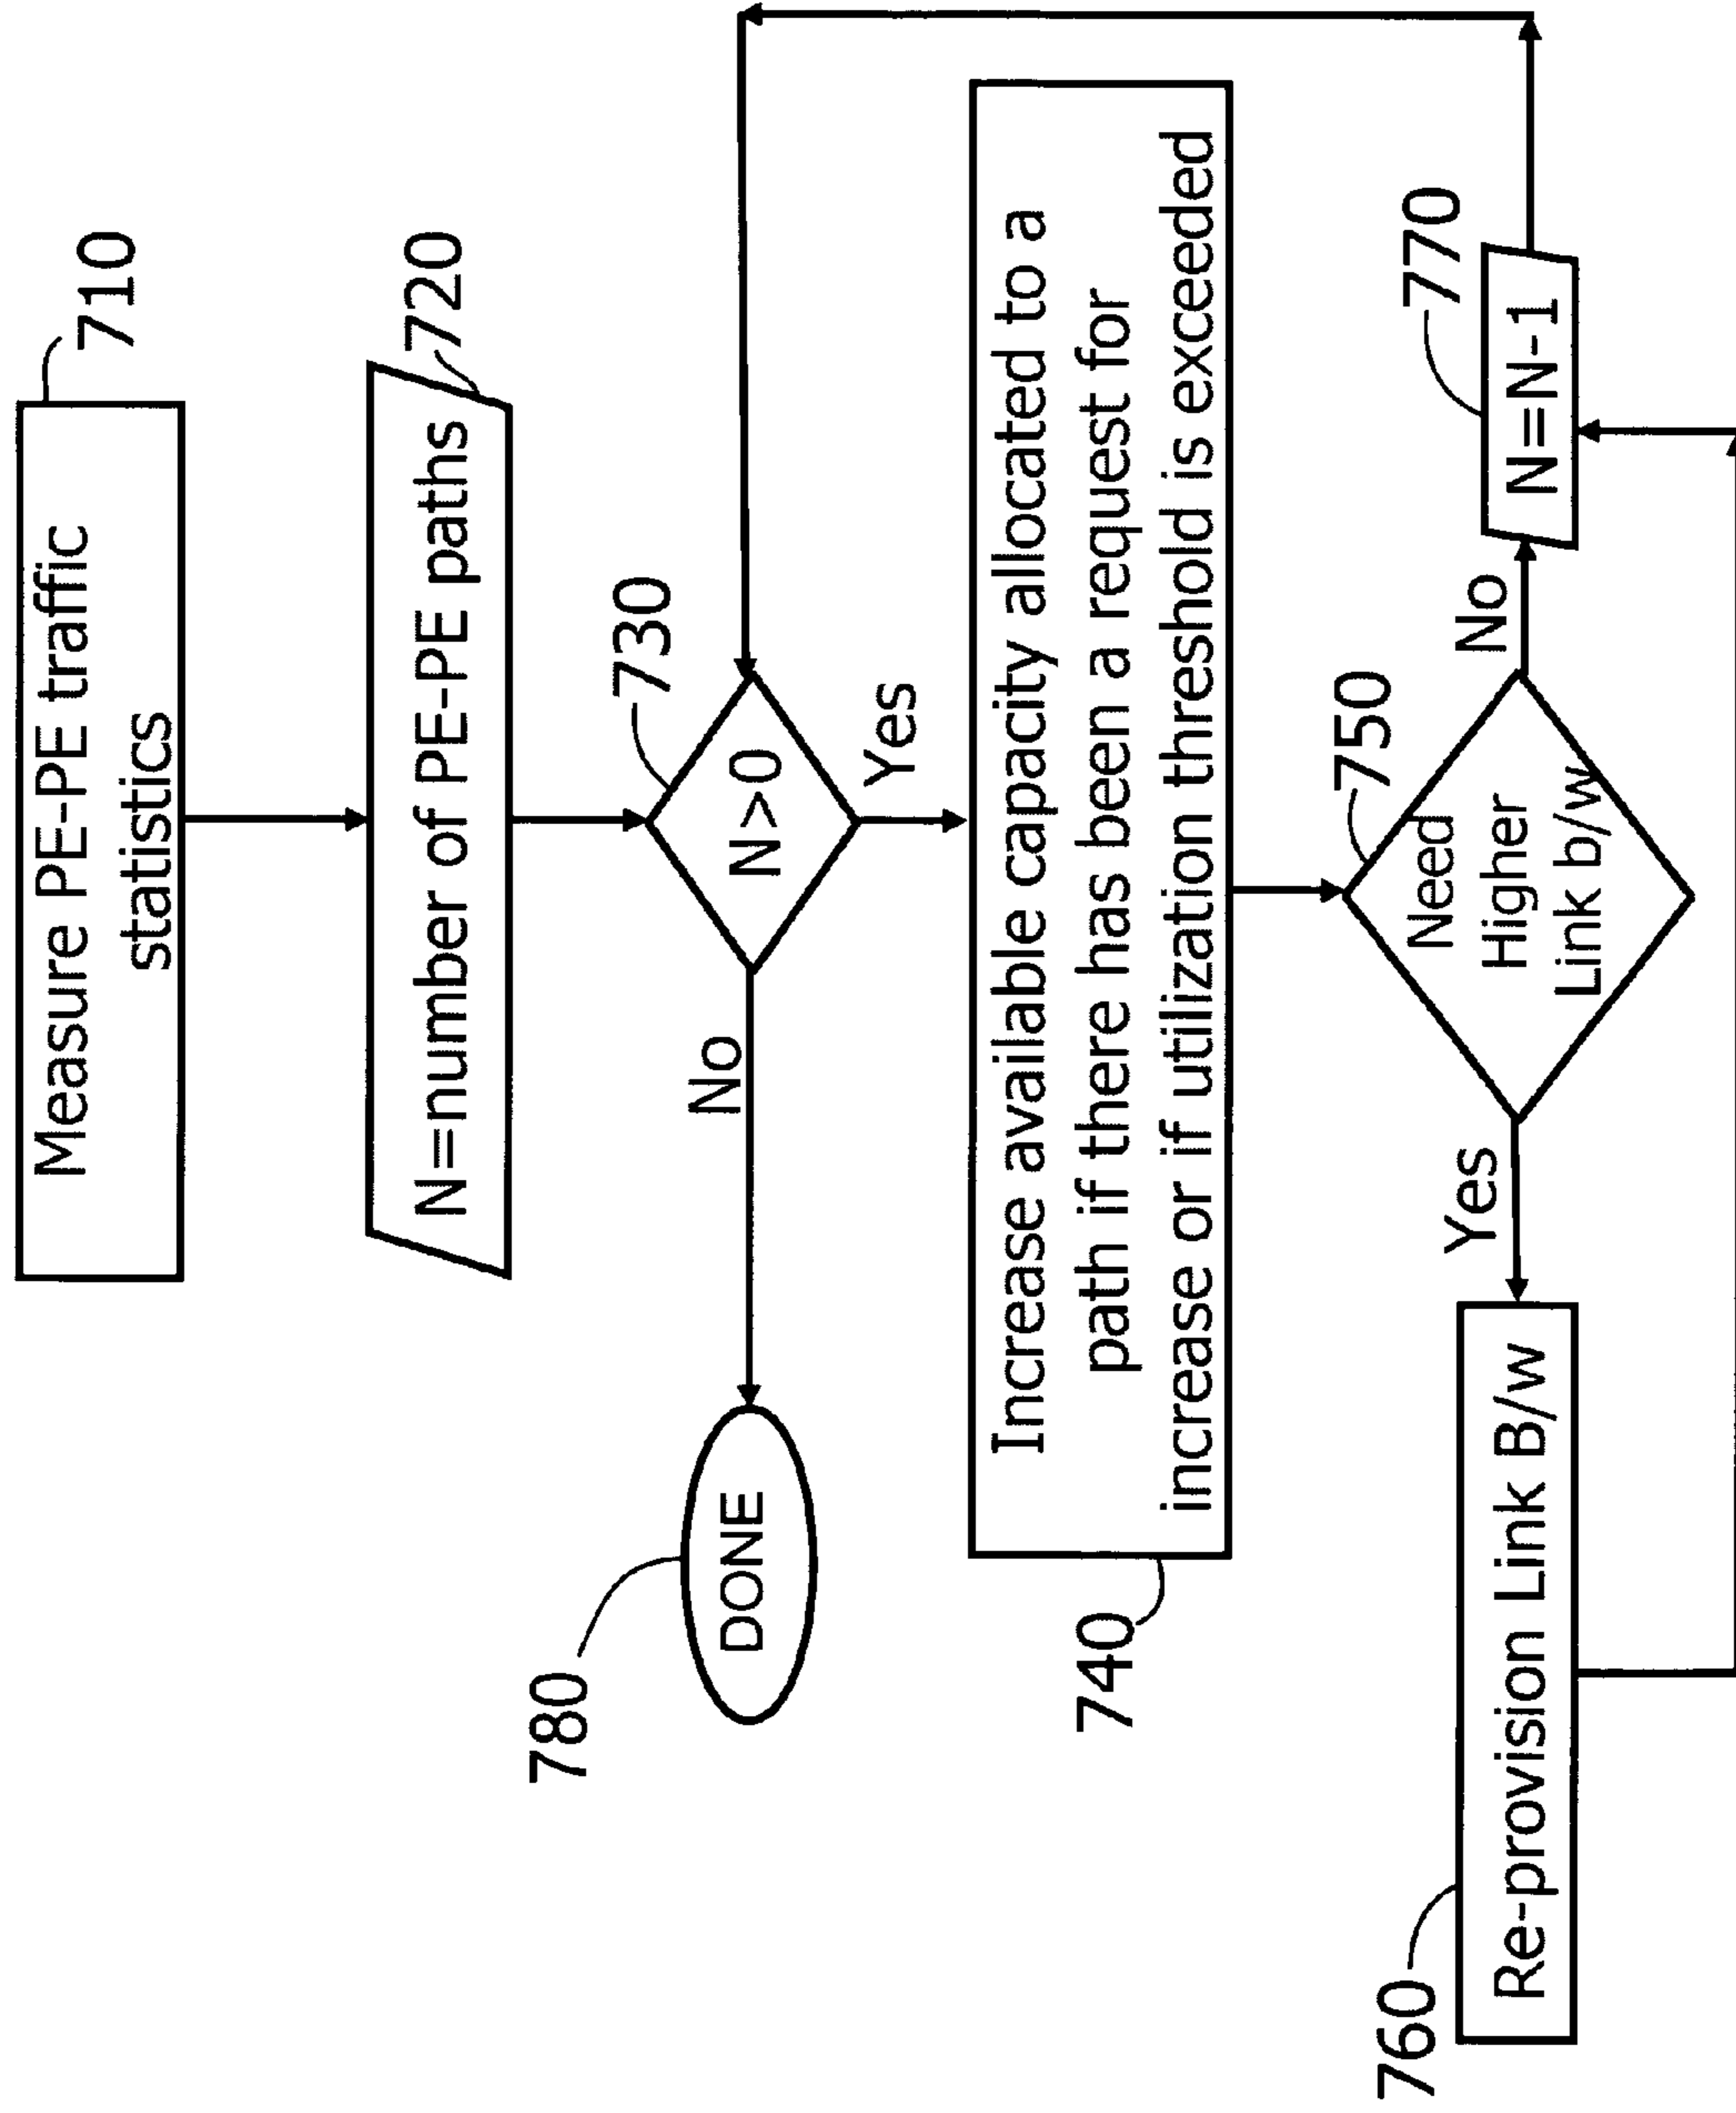 Measure PE-PE traffic
statistics
710
N=number of PE-PE paths
720
N>0
730
No
Yes
DONE
780
Increase available capacity allocated to a
path if there has been a request for
increase or if utilization threshold is exceeded
740
Need
Higher
Link b/w
750
Yes
No
Re-provision Link B/w
760
N=N-1
770